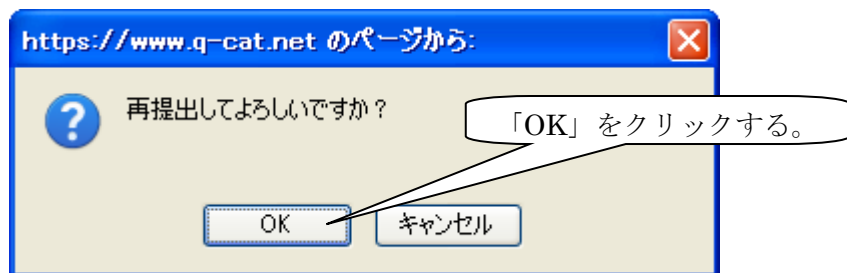 https://www.q-cat.net のページから:
再提出してよろしいですか？
「OK」をクリックする。
OK
キャンセル